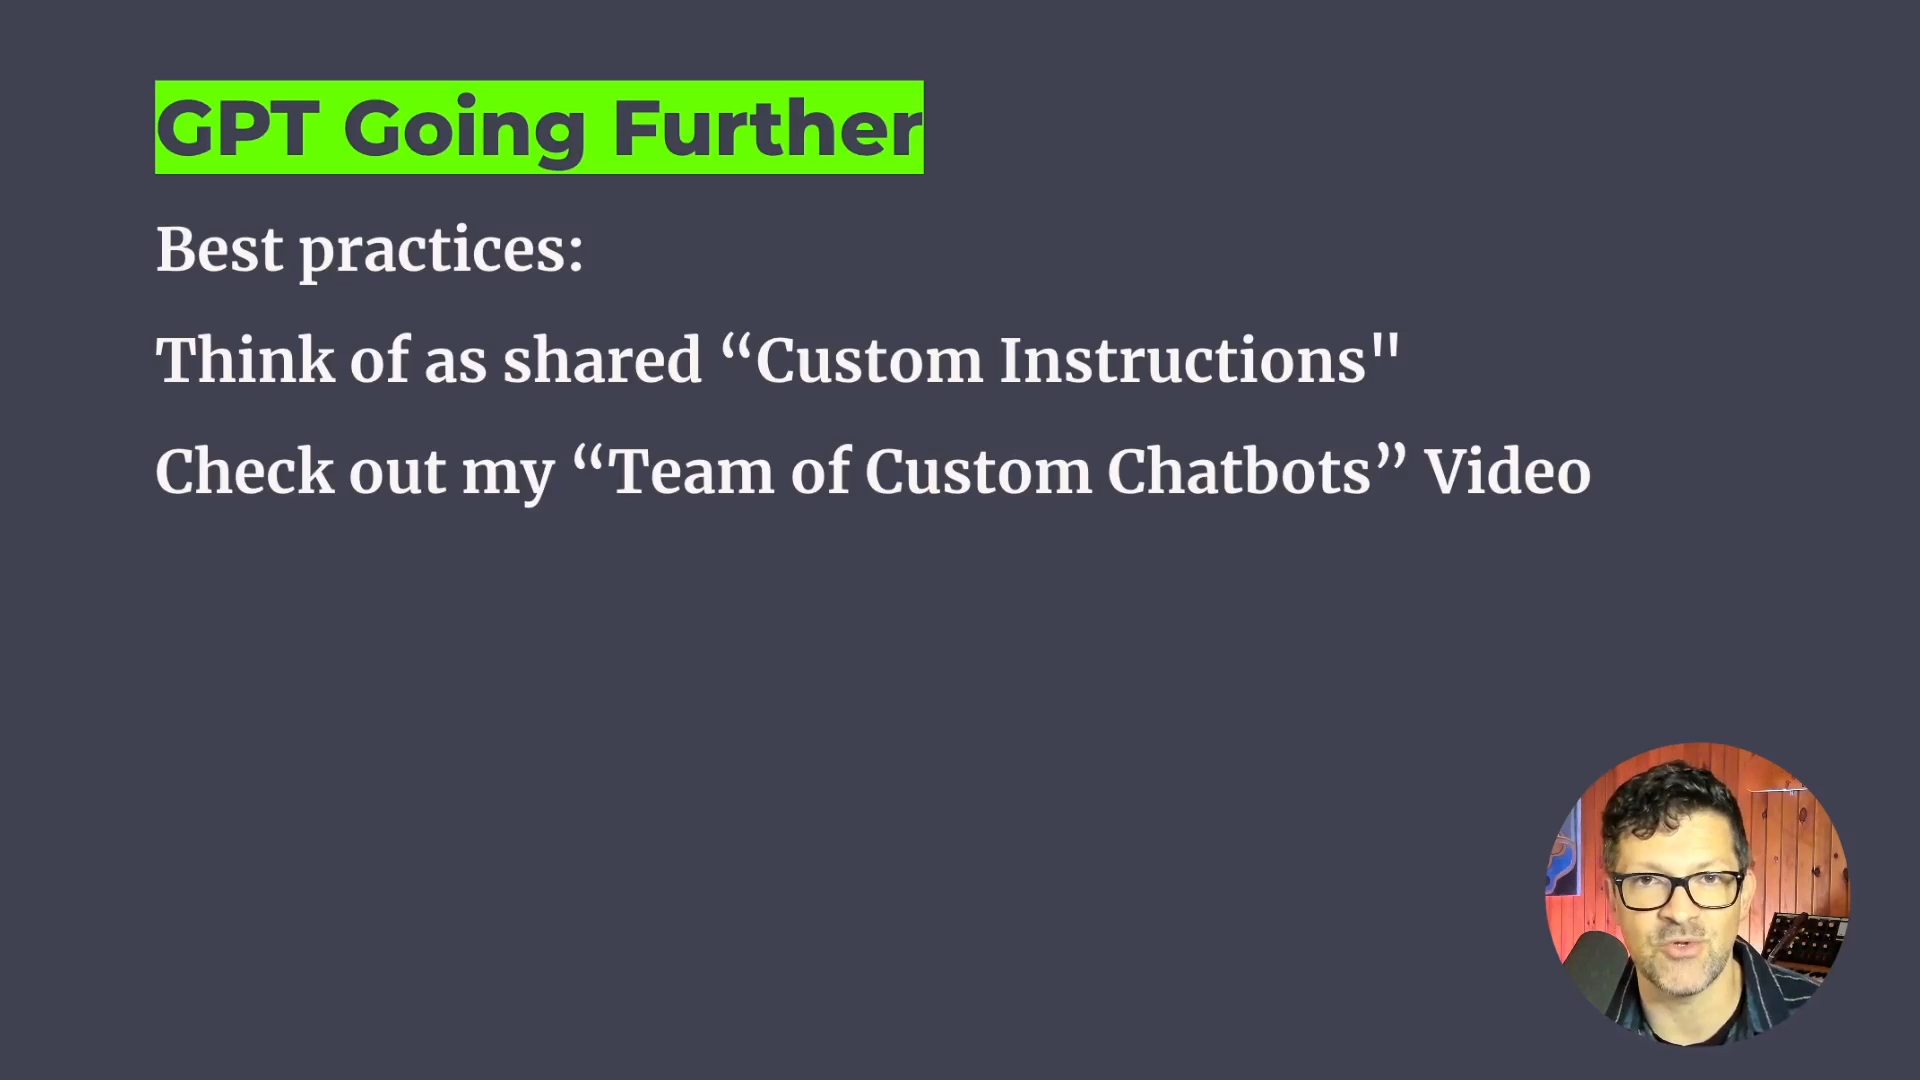 GPT Going Further
Best practices:
Think of as shared “Custom Instructions"
Check out my “Team of Custom Chatbots” Video